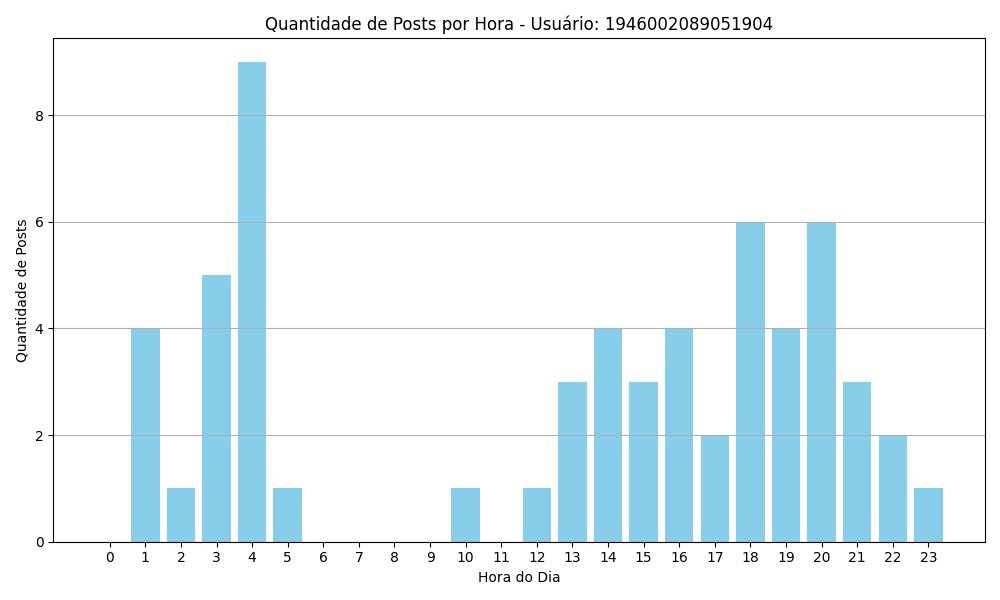 Quantidade de Posts por Hora - Usuário: 1946002089051904
Quantidade de Posts
8
6
4
2
0
0 1 2 3 4 5 6 7 8 9 10 11 12 13 14 15 16 17 18 19 20 21 22 23
Hora do Dia